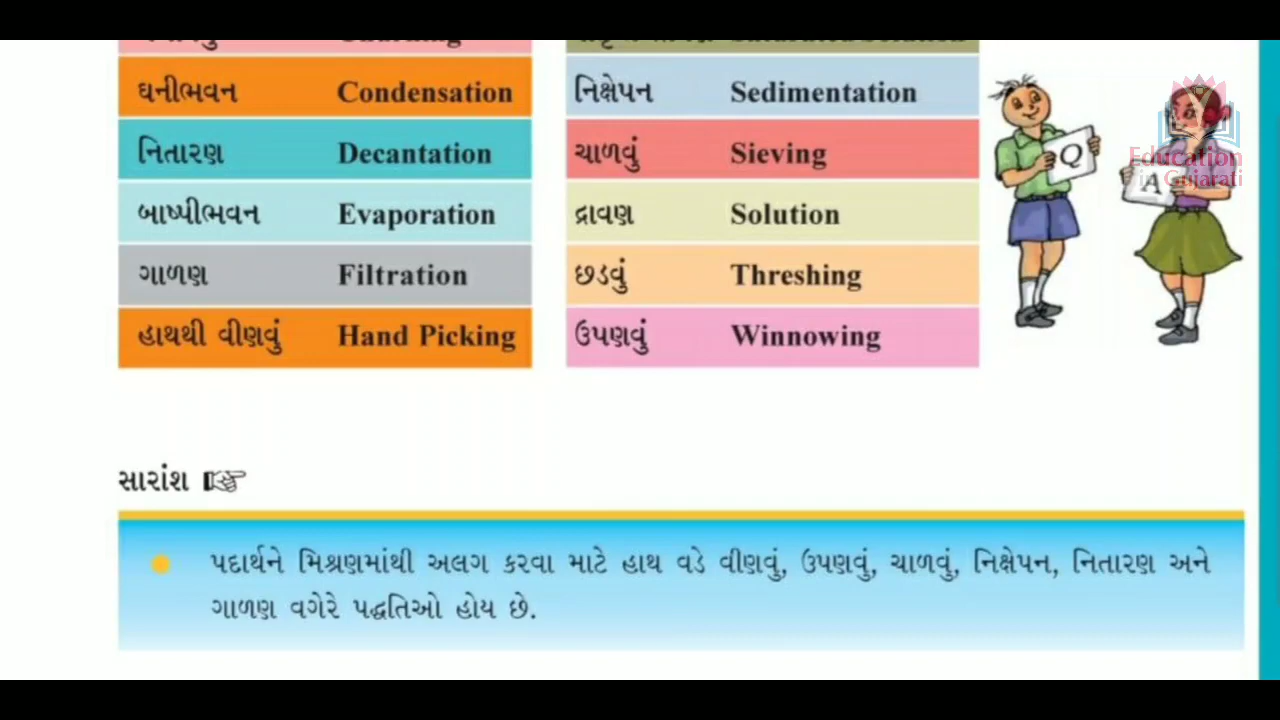 ઘનીભવન Condensation
નિતારણ Decantation
બાષ્પીભવન Evaporation
ગાળણ Filtration
હાથથી વીણવું Hand Picking
નિક્ષેપન Sedimentation
ચાળવું Sieving
દ્રાવણ Solution
છડવું Threshing
ઉપણવું Winnowing
Q
A
Education
in Gujarati
સારાંશ
પદાર્થને મિશ્રણમાંથી અલગ કરવા માટે હાથ વડે વીણવું, ઉપણવું, ચાળવું, નિક્ષેપન, નિતારણ અને
ગાળણ વગેરે પદ્ધતિઓ હોય છે.